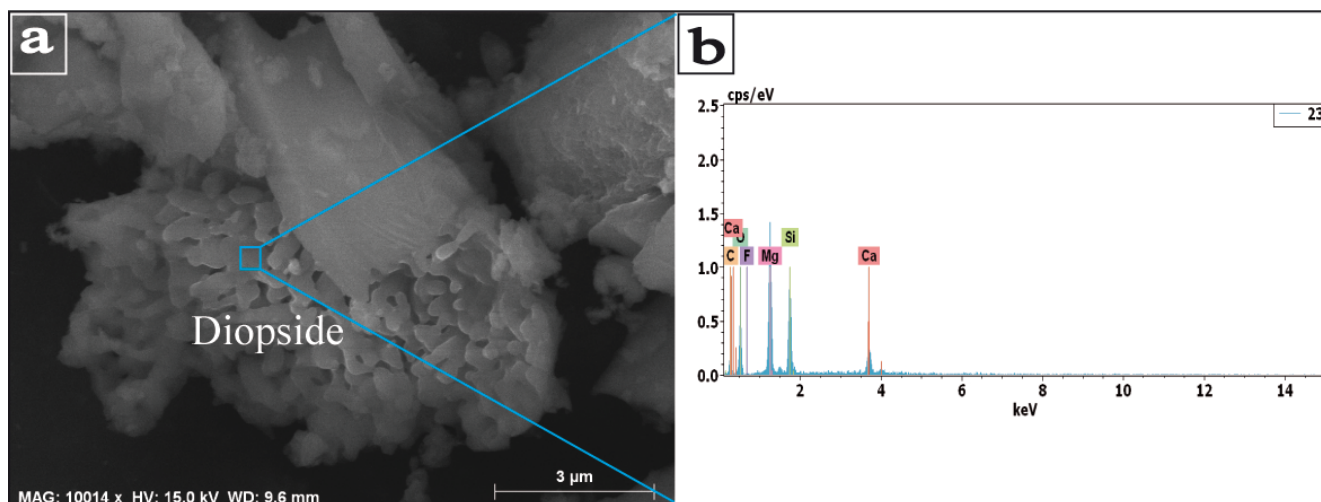 a
Diopside
3 µm
MAG: 10014 x HV: 15.0 kV WD: 9.6 mm
b
cps/eV
23
2.5
2.0
1.5
1.0
0.5
0.0
Ca
O
Si
C
F
Mg
Ca
2
4
6
8
10
12
14
keV